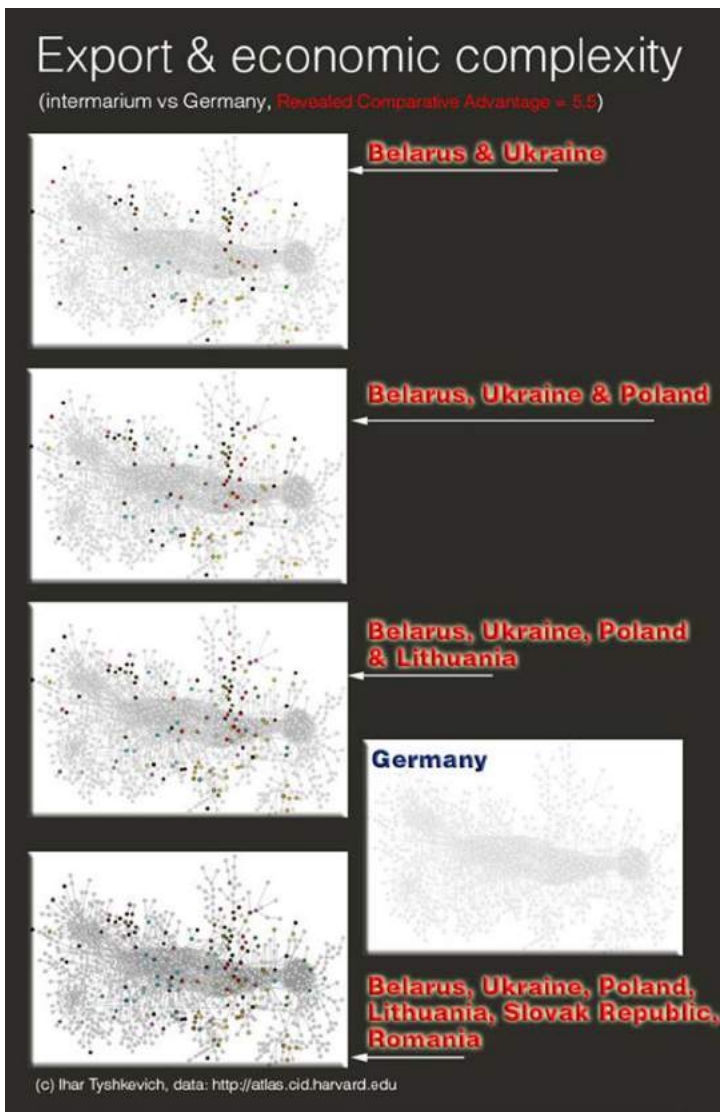 Export & economic complexity
(intermarium vs Germany, Revealed Comparative Advantage = 5.5)
Belarus & Ukraine
Belarus, Ukraine & Poland
Belarus, Ukraine, Poland
& Lithuania
Germany
Belarus, Ukraine, Poland,
Lithuania, Slovak Republic,
Romania
(c) Ihar Tyshkevich, data: http://atlas.cid.harvard.edu